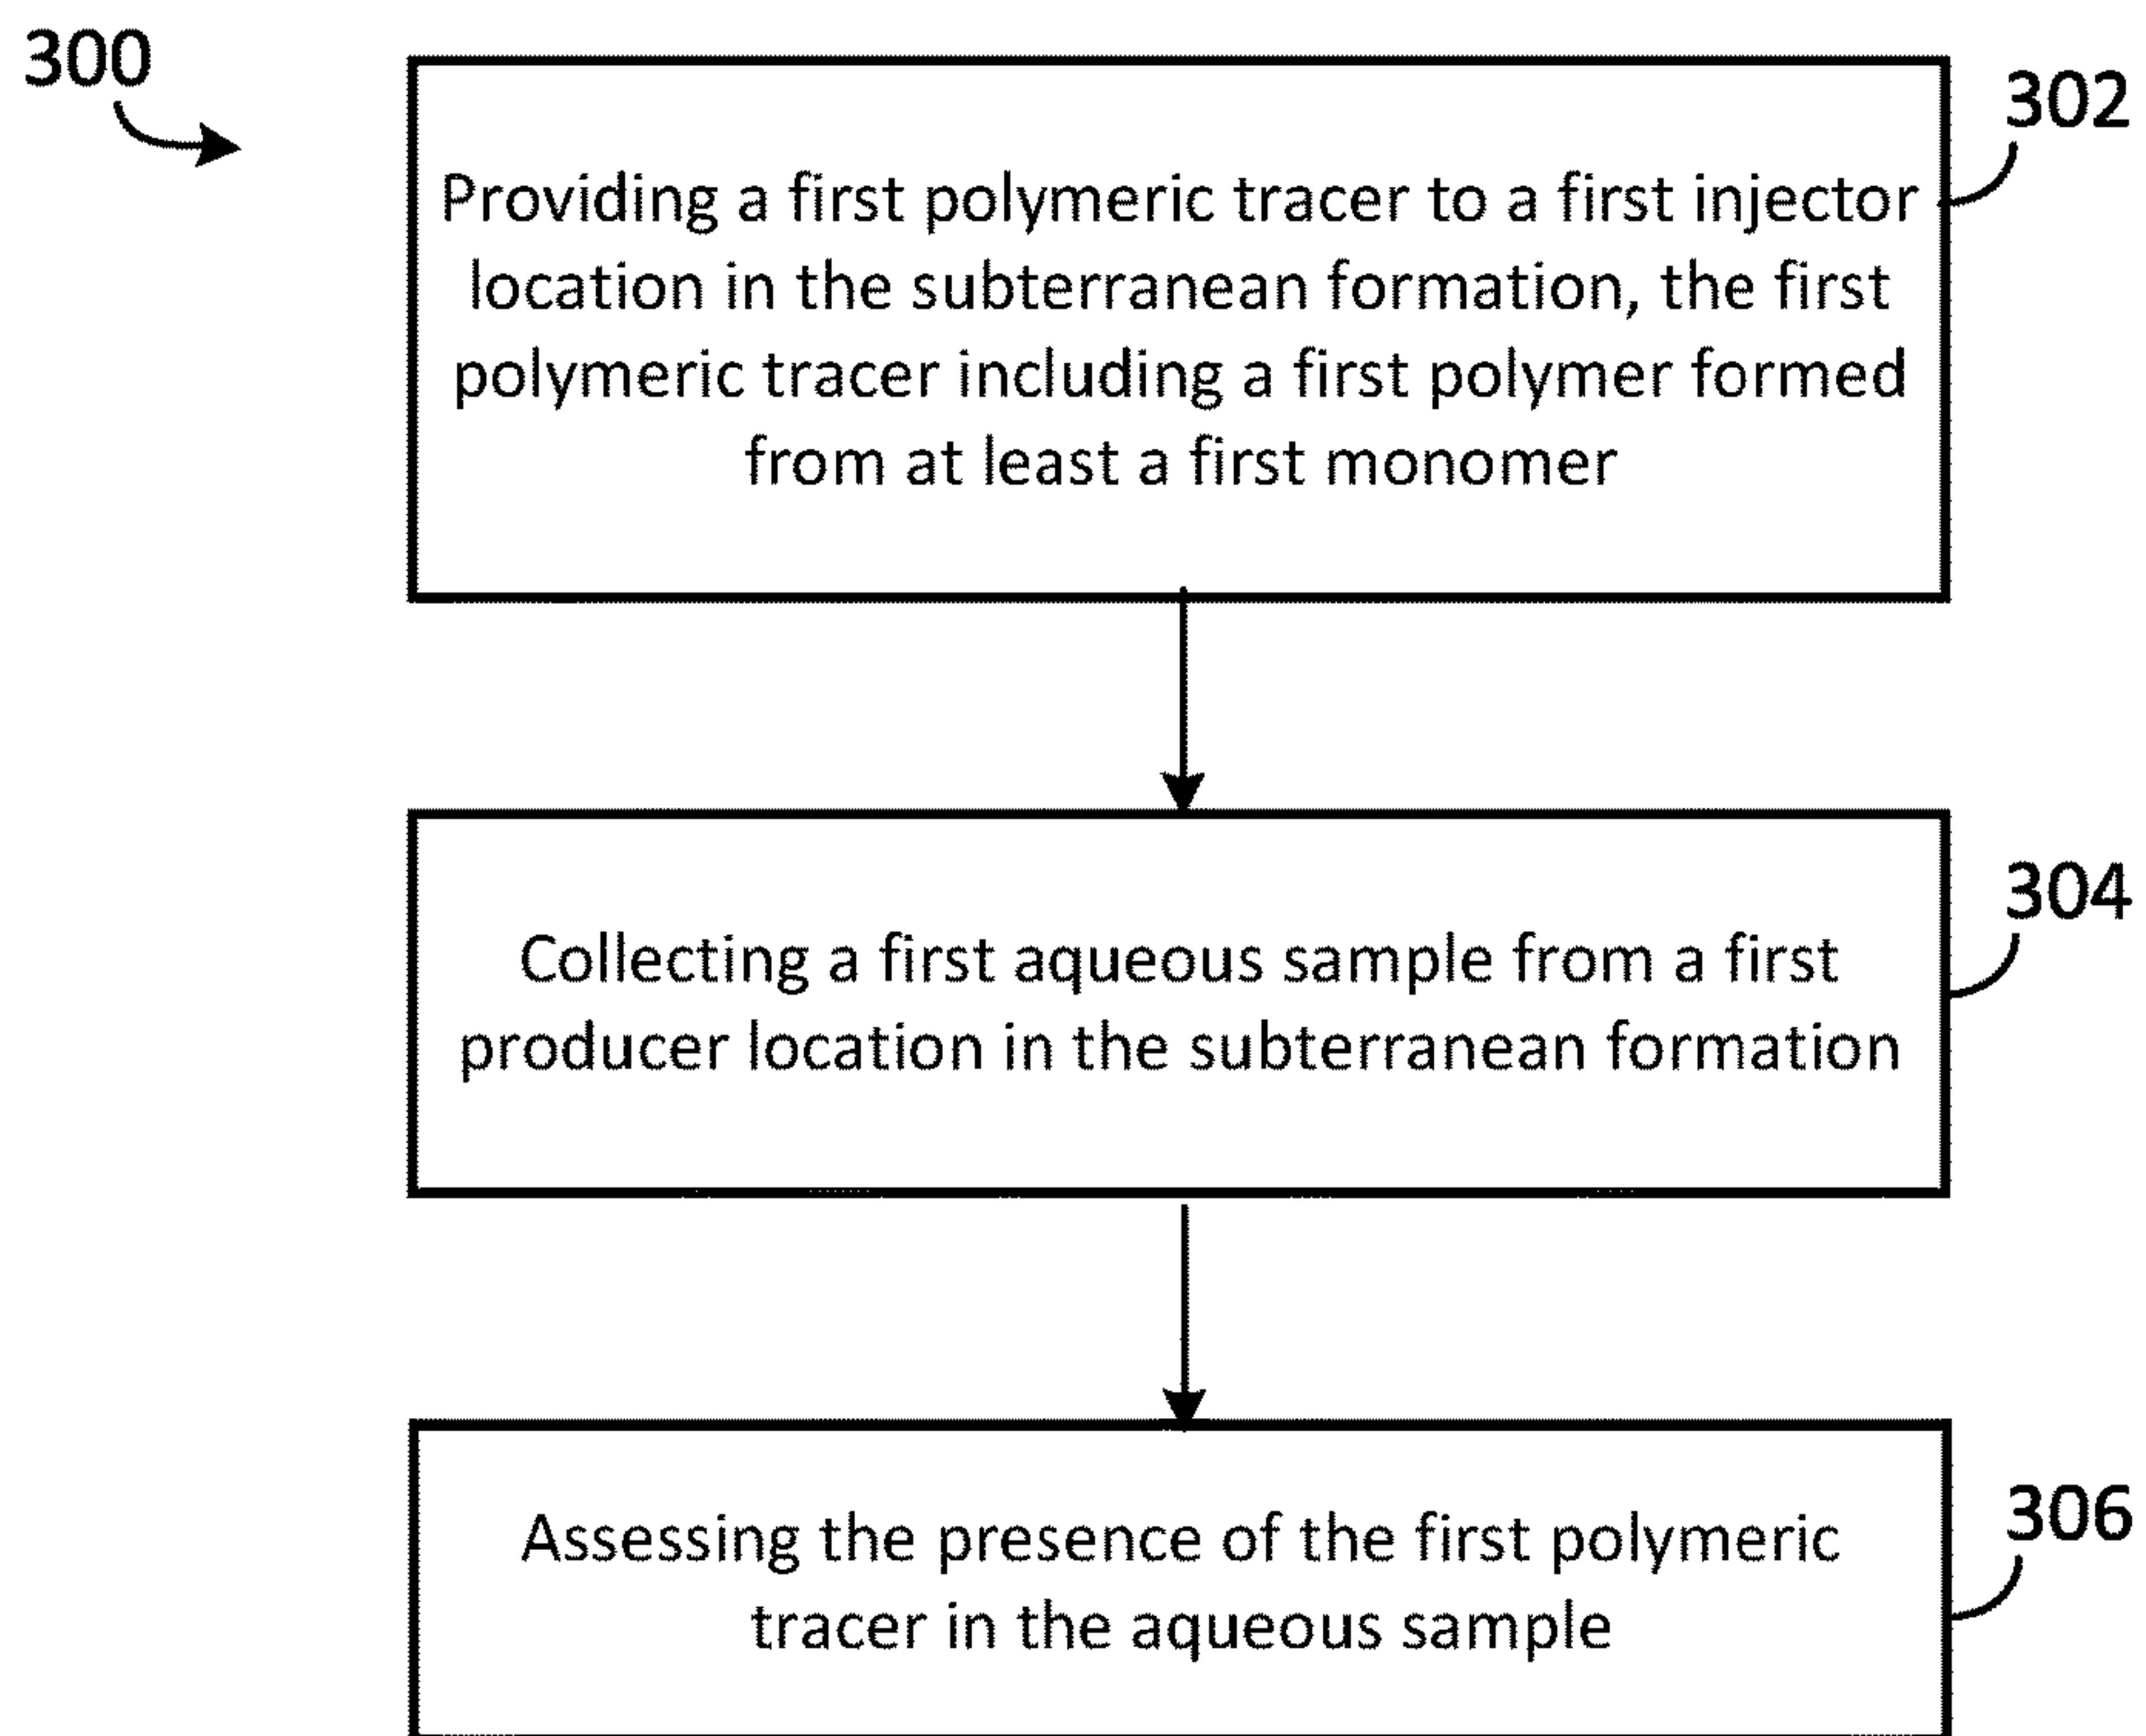 300
302
Providing a first polymeric tracer to a first injector
location in the subterranean formation, the first
polymeric tracer including a first polymer formed
from at least a first monomer
304
Collecting a first aqueous sample from a first
producer location in the subterranean formation
306
Assessing the presence of the first polymeric
tracer in the aqueous sample